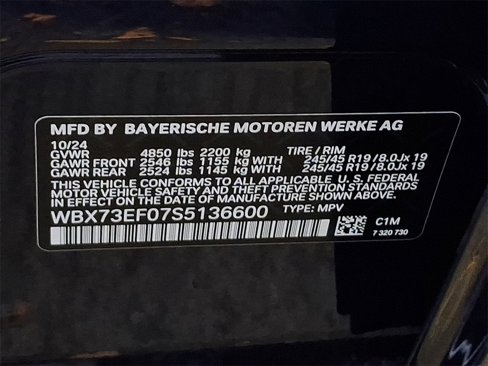 MFD BY BAYERISCHE MOTOREN WERKE AG
10/24
GVWR 4850 lbs 2200 kg TIRE / RIM
GAWR FRONT 2546 lbs 1155 kg WITH 245/45 R19 / 8.0Jx 19
GAWR REAR 2524 lbs 1145 kg WITH 245/45 R19 / 8.0Jx 19
THIS VEHICLE CONFORMS TO ALL APPLICABLE U. S. FEDERAL
MOTOR VEHICLE SAFETY AND THEFT PREVENTION STANDARDS
IN EFFECT ON THE DATE OF MANUFACTURE SHOWN ABOVE.
WBX73EF07S5136600 TYPE: MPV
C1M
7 320 730